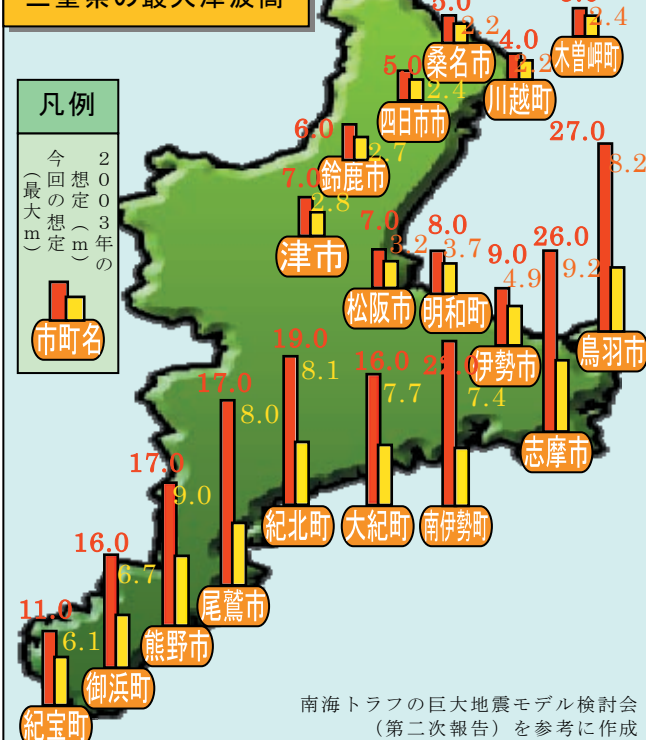 三重県の最大津波高
凡例
2003年の
想定（m）
今回の想定
（最大m）
市町名
5.0
2.2
桑名市
2.4
木曽岬町
4.0
2.2
川越町
5.0
2.4
四日市市
6.0
2.7
鈴鹿市
7.0
2.8
津市
7.0
3.2
松阪市
8.0
3.7
明和町
9.0
4.9
伊勢市
27.0
8.2
鳥羽市
26.0
9.2
志摩市
22.0
7.4
南伊勢町
16.0
7.7
大紀町
19.0
8.1
紀北町
17.0
8.0
尾鷲市
17.0
9.0
熊野市
16.0
6.7
御浜町
11.0
6.1
紀宝町
南海トラフの巨大地震モデル検討会
（第二次報告）を参考に作成